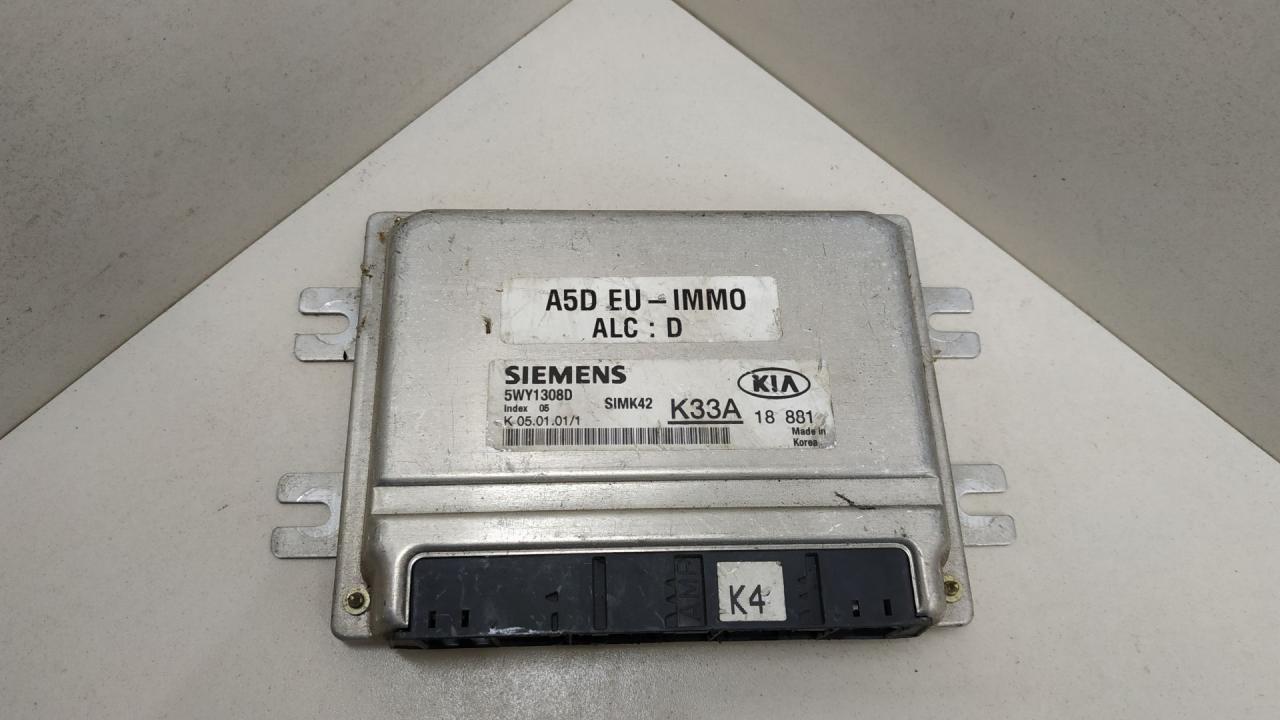 A5D EU – IMMO
ALC : D
SIEMENS
KIA
5WY1308D
Index 05
SIMK42
K33A
18 881
K 05.01.01/1
Made in
Korea
AMP
K4